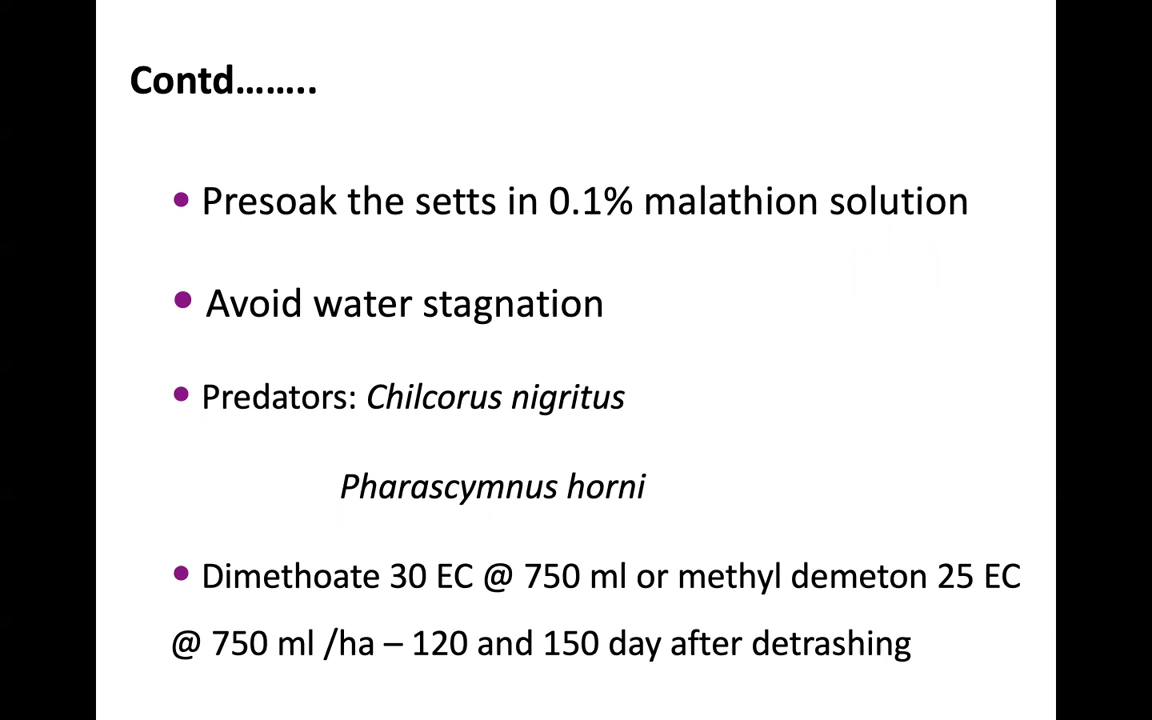 Contd........
• Presoak the setts in 0.1% malathion solution
• Avoid water stagnation
• Predators: Chilcorus nigritus
Pharascymnus horni
• Dimethoate 30 EC @ 750 ml or methyl demeton 25 EC
@ 750 ml /ha – 120 and 150 day after detrashing